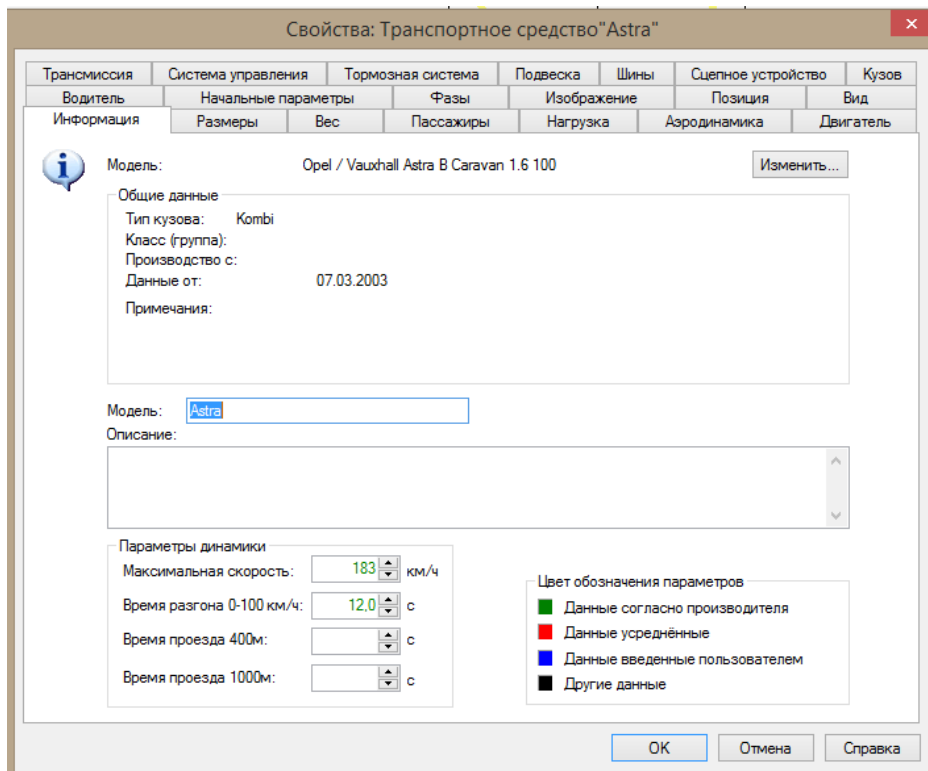 Свойства: Транспортное средство"Astra"
Трансмиссия Система управления Тормозная система Подвеска Шины Сцепное устройство Кузов
Водитель Начальные параметры Фазы Изображение Позиция Вид
Информация Размеры Вес Пассажиры Нагрузка Аэродинамика Двигатель
Модель: Opel / Vauxhall Astra B Caravan 1.6 100 Изменить...
Общие данные
Тип кузова: Kombi
Класс (группа):
Производство с:
Данные от: 07.03.2003
Примечания:
Модель: Astra
Описание:
Параметры динамики
Максимальная скорость: 183 км/ч
Время разгона 0-100 км/ч: 12,0 с
Время проезда 400м: с
Время проезда 1000м: с
Цвет обозначения параметров
Данные согласно производителя
Данные усреднённые
Данные введенные пользователем
Другие данные
OK Отмена Справка